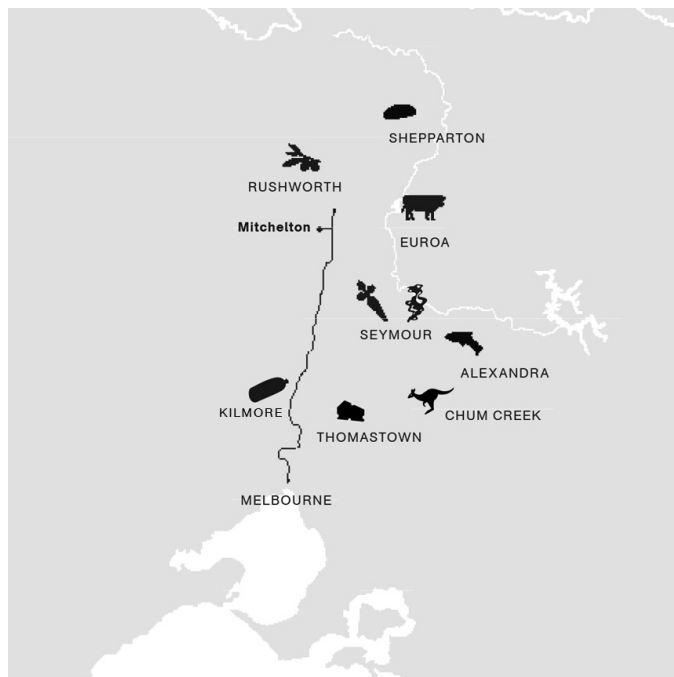 SHEPPARTON
RUSHWORTH
Mitchelton
EUROA
SEYMOUR
ALEXANDRA
KILMORE
CHUM CREEK
THOMASTOWN
MELBOURNE